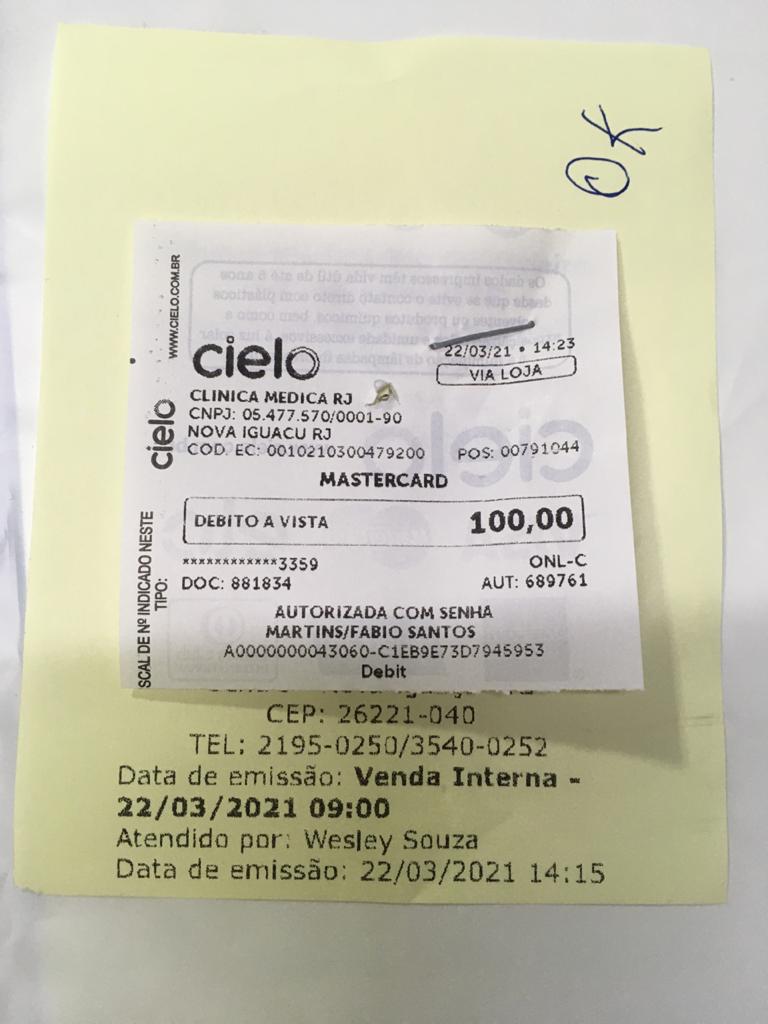 OK
WWW.CIELO.COM.BR
cielo
22/03/21 • 14:23
VIA LOJA
CLINICA MEDICA RJ
CNPJ: 05.477.570/0001-90
NOVA IGUACU RJ
COD. EC: 0010210300479200 POS: 00791044
cielo
MASTERCARD
DEBITO A VISTA 100,00
************3359 ONL-C
DOC: 881834 AUT: 689761
SCAL DE Nº INDICADO NESTE
TIPO:
AUTORIZADA COM SENHA
MARTINS/FABIO SANTOS
A0000000043060-C1EB9E73D7945953
Debit
CEP: 26221-040
TEL: 2195-0250/3540-0252
Data de emissão: Venda Interna -
22/03/2021 09:00
Atendido por: Wesley Souza
Data de emissão: 22/03/2021 14:15